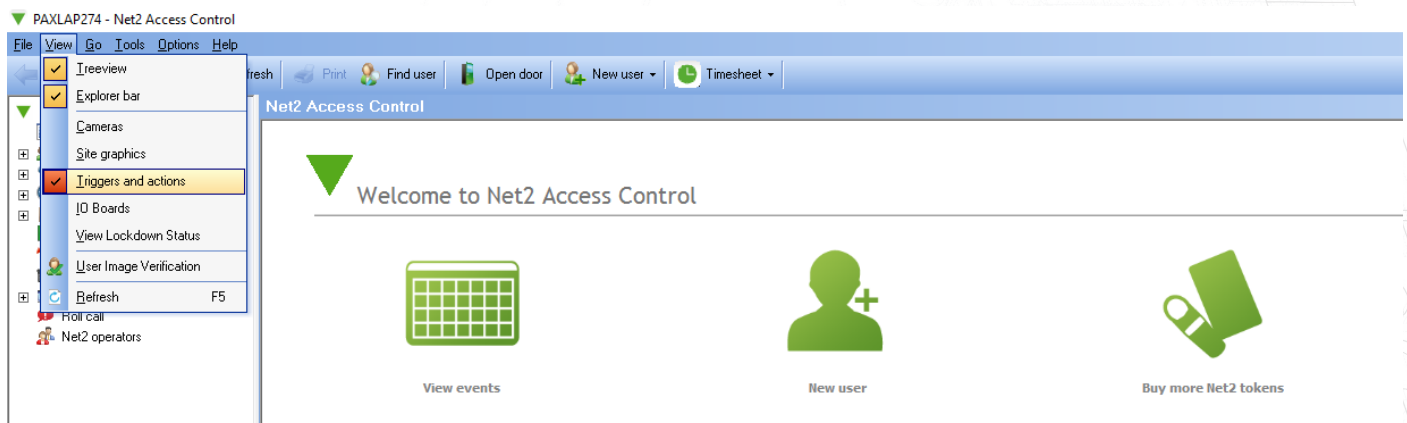 PAXLAP274 - Net2 Access Control
File View Go Tools Options Help
fresh Print Find user Open door New user Timesheet
Treeview
Explorer bar
Cameras
Site graphics
Triggers and actions
IO Boards
View Lockdown Status
User Image Verification
Refresh F5
Roll call
Net2 operators
Net2 Access Control
Welcome to Net2 Access Control
View events
New user
Buy more Net2 tokens